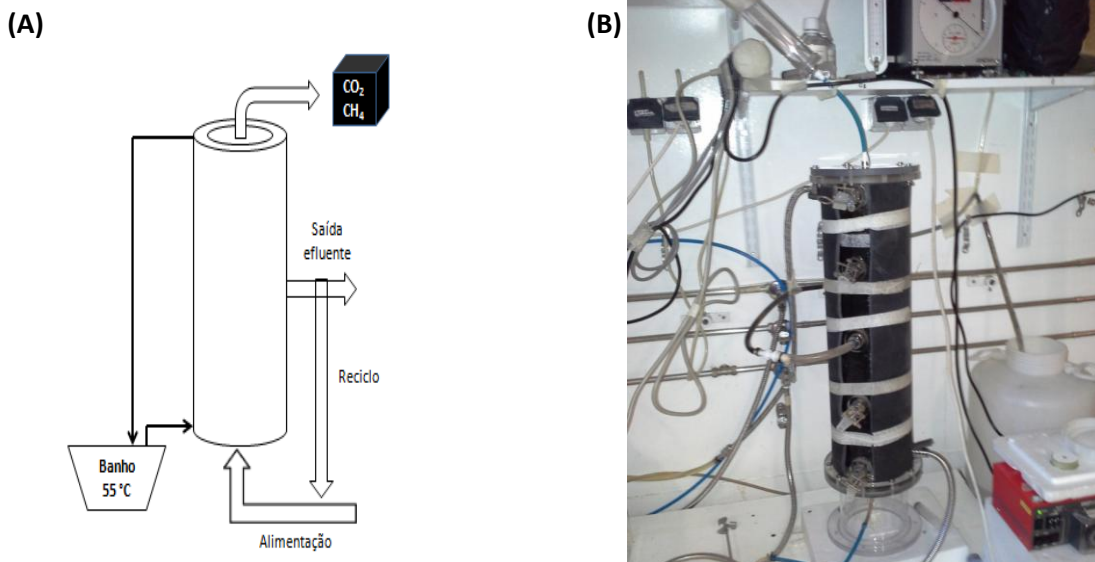 (A)
(B)
CO₂
CH₄
Saída
efluente
Reciclo
Banho
55 °C
Alimentação